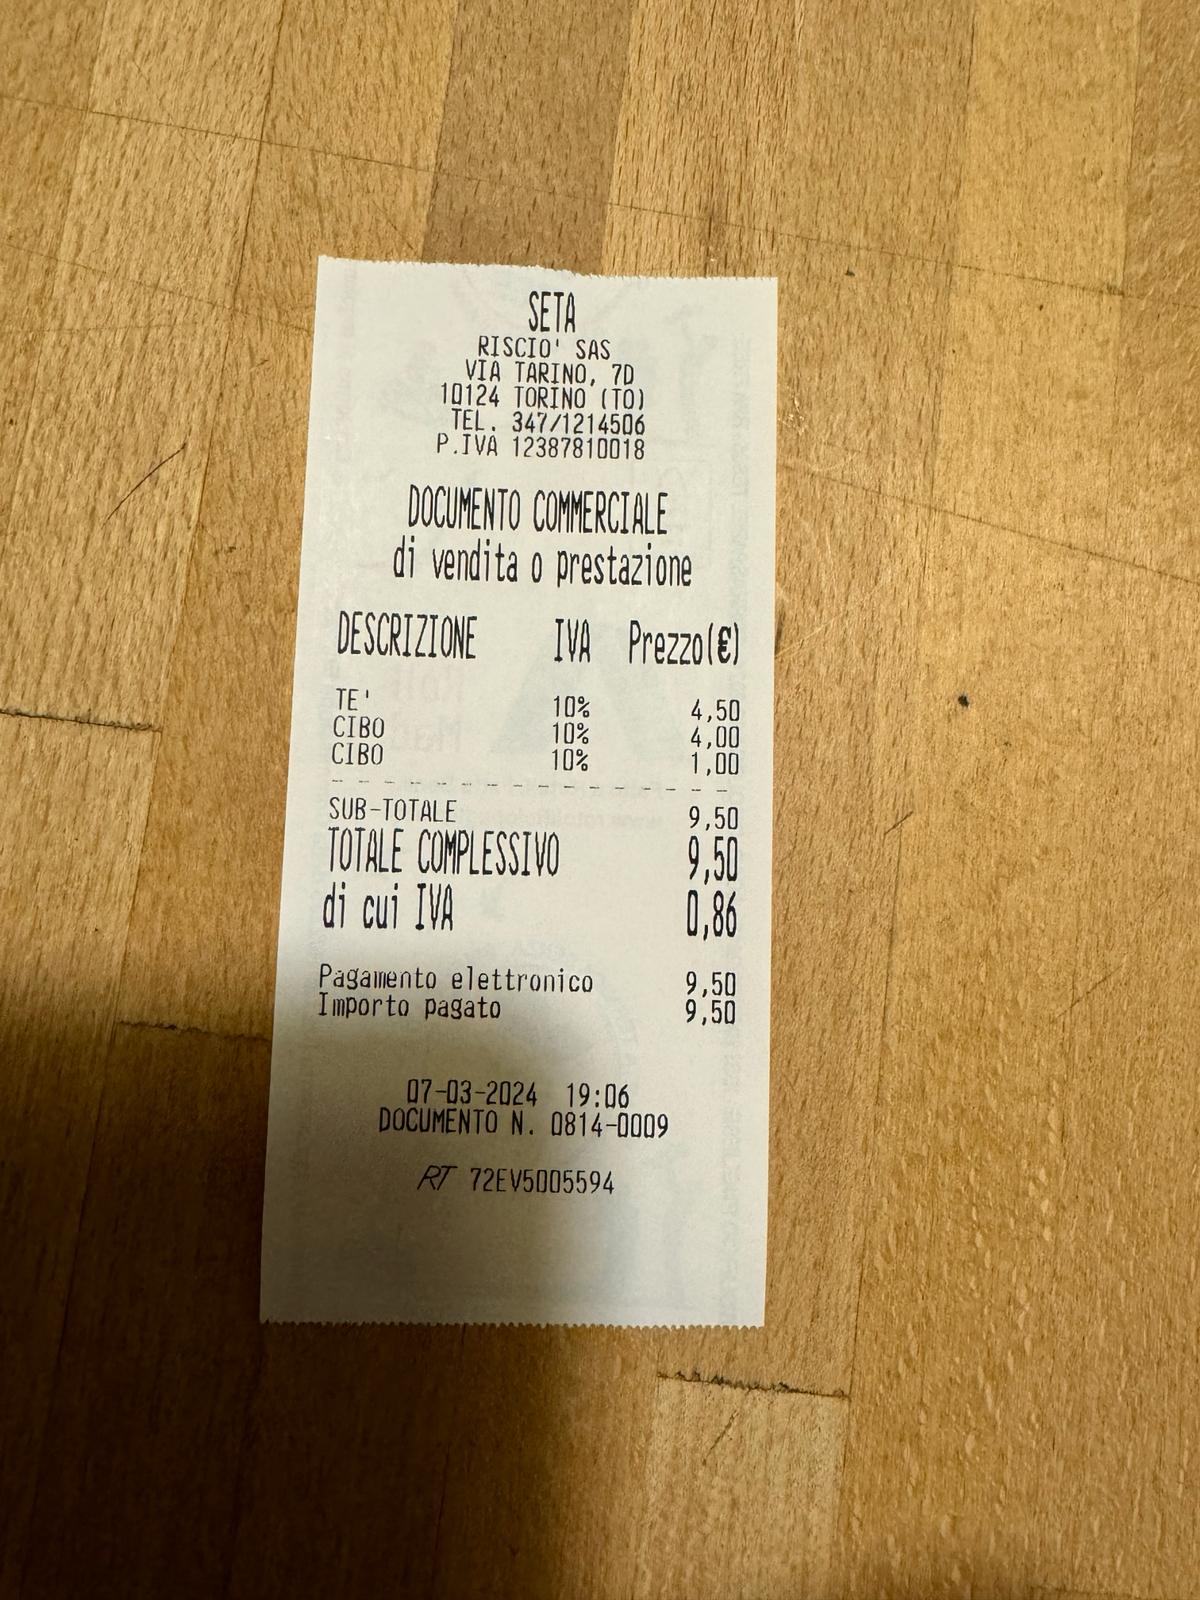 SETA
RISCIO' SAS
VIA TARINO, 7D
10124 TORINO (TO)
TEL. 347/1214506
P.IVA 12387810018
DOCUMENTO COMMERCIALE
di vendita o prestazione
DESCRIZIONE IVA Prezzo(€)
TE' 10% 4,50
CIBO 10% 4,00
CIBO 10% 1,00
SUB-TOTALE 9,50
TOTALE COMPLESSIVO 9,50
di cui IVA 0,86
Pagamento elettronico 9,50
Importo pagato 9,50
07-03-2024 19:06
DOCUMENTO N. 0814-0009
RT 72EV5005594